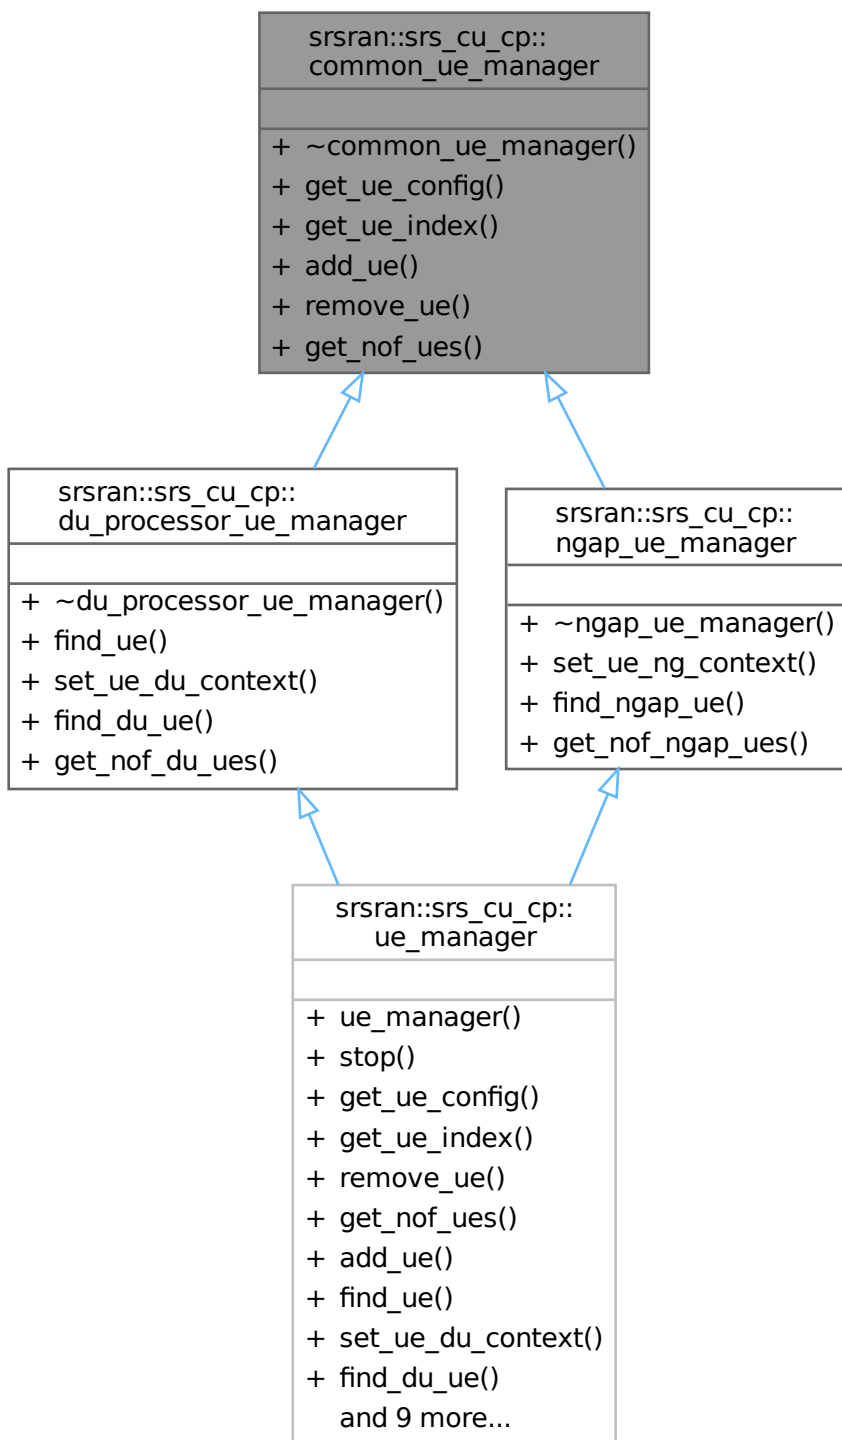 srsran::srs_cu_cp::
common_ue_manager
+ ~common_ue_manager()
+ get_ue_config()
+ get_ue_index()
+ add_ue()
+ remove_ue()
+ get_nof_ues()
srsran::srs_cu_cp::
du_processor_ue_manager
+ ~du_processor_ue_manager()
+ find_ue()
+ set_ue_du_context()
+ find_du_ue()
+ get_nof_du_ues()
srsran::srs_cu_cp::
ngap_ue_manager
+ ~ngap_ue_manager()
+ set_ue_ng_context()
+ find_ngap_ue()
+ get_nof_ngap_ues()
srsran::srs_cu_cp::
ue_manager
+ ue_manager()
+ stop()
+ get_ue_config()
+ get_ue_index()
+ remove_ue()
+ get_nof_ues()
+ add_ue()
+ find_ue()
+ set_ue_du_context()
+ find_du_ue()
and 9 more...